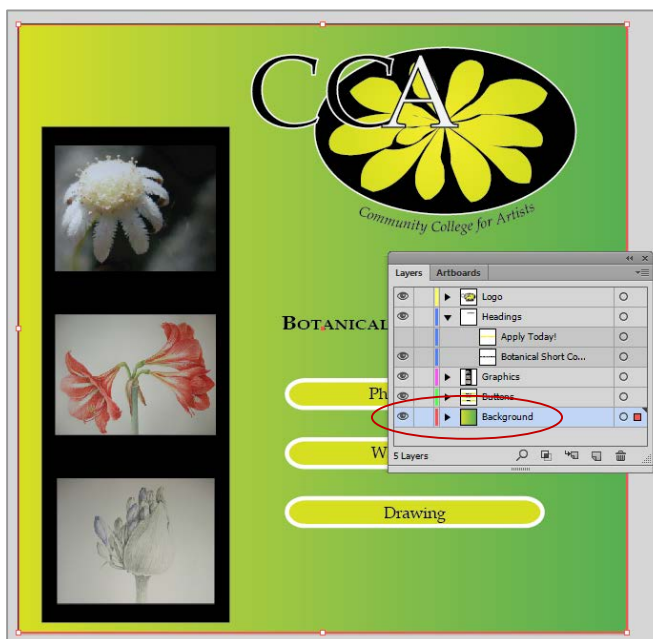 CCA
Community College for Artists
BOTANICAL
Ph
W
Drawing
Layers Artboards
Logo
Headings
Apply Today!
Botanical Short Co...
Graphics
Buttons
Background
5 Layers